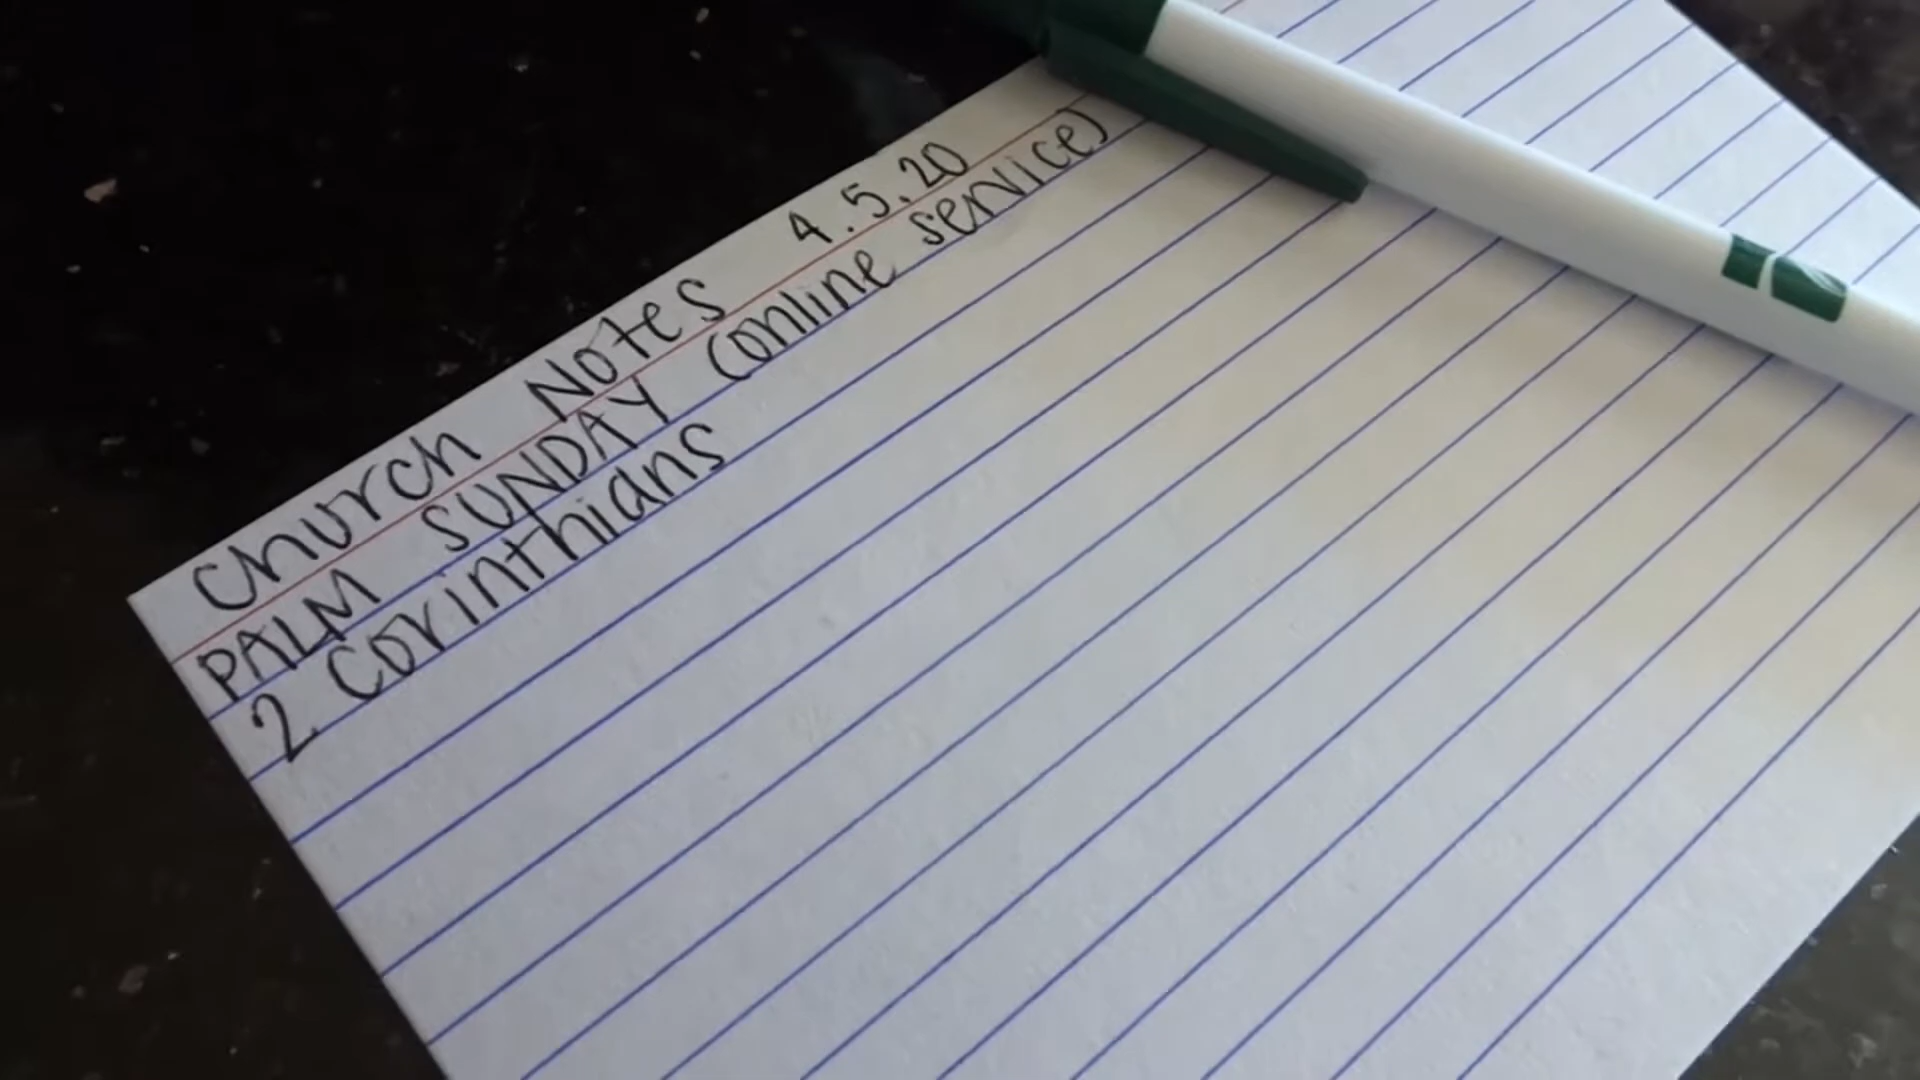 Church Notes 4.5.20
PALM SUNDAY (online service)
2 Corinthians